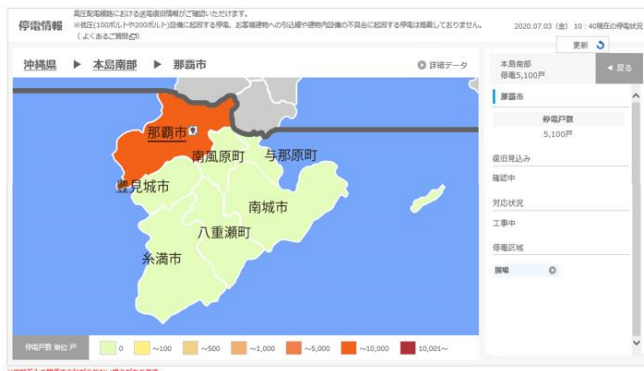 停電情報
高圧配電線路における送電復旧情報がご確認いただけます。
※低圧(100ボルトや200ボルト)設備に起因する停電、お客様建物への引込線や建物内設備の不具合に起因する停電は掲載しておりません。
（よくあるご質問）
2020.07.03（金） 10：40現在の停電状況
更新
沖縄県 ▶ 本島南部 ▶ 那覇市
詳細データ
本島南部
停電5,100戸
◀ 戻る
那覇市
停電戸数
5,100戸
復旧見込み
確認中
対応状況
工事中
停電区域
国場
那覇市
南風原町
与那原町
豊見城市
南城市
八重瀬町
糸満市
停電戸数 単位:戸
0
～100
～500
～1,000
～5,000
～10,000
10,001～